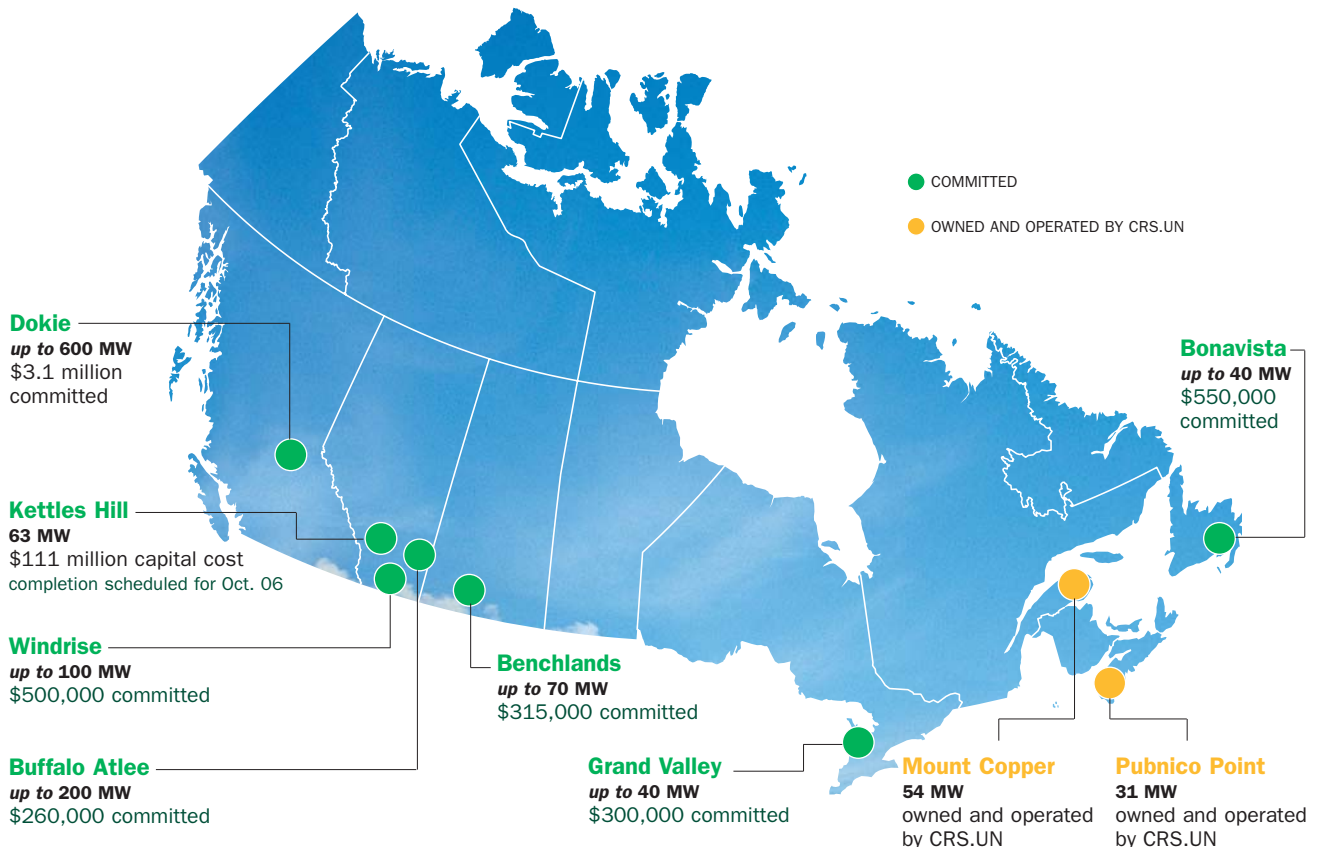 COMMITTED
OWNED AND OPERATED BY CRS.UN
Dokie
up to 600 MW
$3.1 million
committed
Bonavista
up to 40 MW
$550,000
committed
Kettles Hill
63 MW
$111 million capital cost
completion scheduled for Oct. 06
Windrise
up to 100 MW
$500,000 committed
Benchlands
up to 70 MW
$315,000 committed
Buffalo Atlee
up to 200 MW
$260,000 committed
Grand Valley
up to 40 MW
$300,000 committed
Mount Copper
54 MW
owned and operated
by CRS.UN
Pubnico Point
31 MW
owned and operated
by CRS.UN